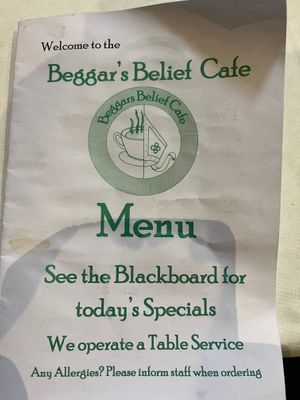 Welcome to the
Beggar's Belief Cafe
Beggars Belief Cafe
Menu
See the Blackboard for
today's Specials
We operate a Table Service
Any Allergies? Please inform staff when ordering